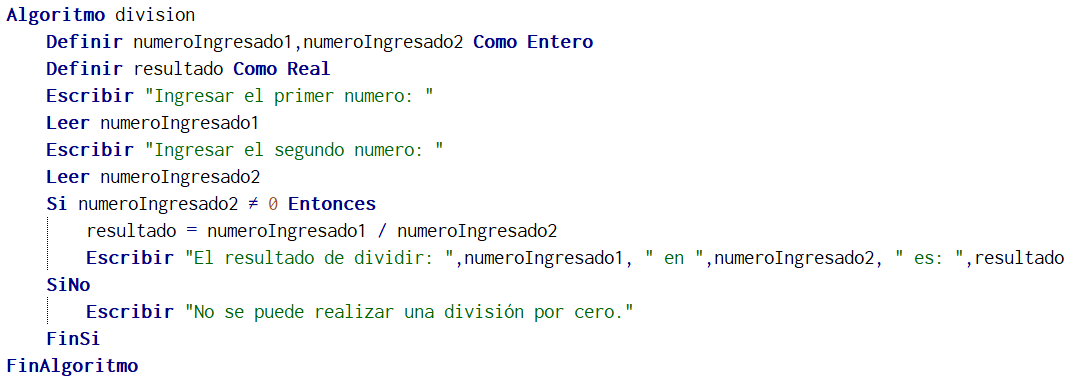 Algoritmo division
Definir numeroIngresado1,numeroIngresado2 Como Entero
Definir resultado Como Real
Escribir "Ingresar el primer numero: "
Leer numeroIngresado1
Escribir "Ingresar el segundo numero: "
Leer numeroIngresado2
Si numeroIngresado2 ≠ 0 Entonces
resultado = numeroIngresado1 / numeroIngresado2
Escribir "El resultado de dividir: ",numeroIngresado1, " en ",numeroIngresado2, " es: ",resultado
SiNo
Escribir "No se puede realizar una división por cero."
FinSi
FinAlgoritmo